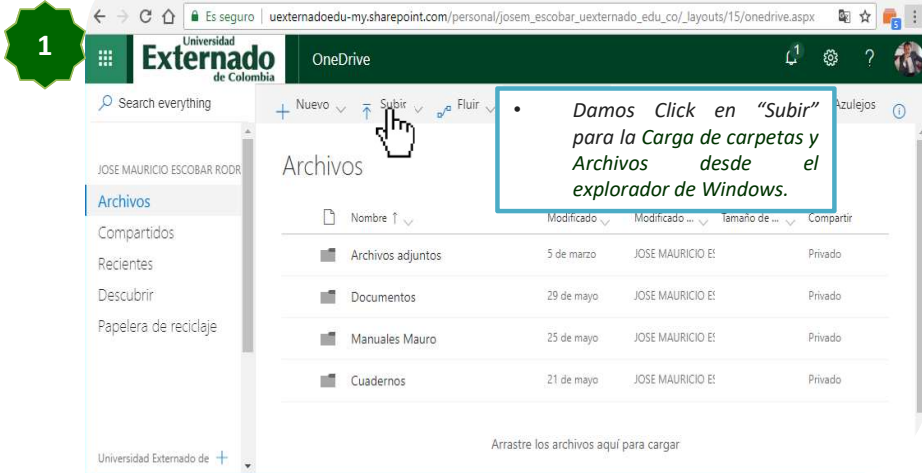 1
Es seguro | uexternadoedu-my.sharepoint.com/personal/josem_escobar_uexternado_edu_co/_layouts/15/onedrive.aspx
5
Universidad
Externado
de Colombia
OneDrive
1
?
Search everything
Nuevo Subir Fluir
Azulejos
• Damos Click en “Subir”
para la Carga de carpetas y
Archivos desde el
explorador de Windows.
JOSE MAURICIO ESCOBAR RODR
Archivos
Compartidos
Recientes
Descubrir
Papelera de reciclaje
Universidad Externado de +
Archivos
Nombre ↑ Modificado Modificado ... Tamaño de ... Compartir
Archivos adjuntos 5 de marzo JOSE MAURICIO ES Privado
Documentos 29 de mayo JOSE MAURICIO ES Privado
Manuales Mauro 25 de mayo JOSE MAURICIO ES Privado
Cuadernos 21 de mayo JOSE MAURICIO ES Privado
Arrastre los archivos aquí para cargar